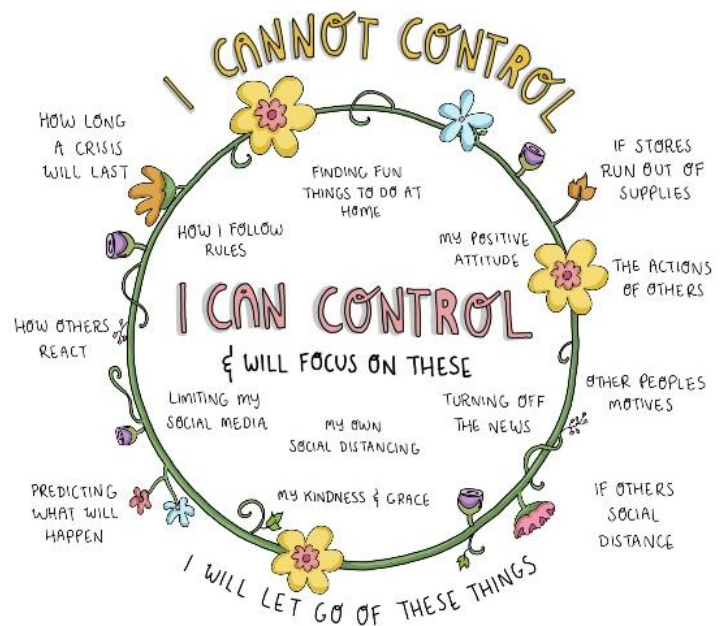 I CANNOT CONTROL
HOW LONG
A CRISIS
WILL LAST
IF STORES
RUN OUT OF
SUPPLIES
FINDING FUN
THINGS TO DO AT
HOME
HOW I FOLLOW
RULES
MY POSITIVE
ATTITUDE
THE ACTIONS
OF OTHERS
I CAN CONTROL
& WILL FOCUS ON THESE
HOW OTHERS
REACT
LIMITING MY
SOCIAL MEDIA
MY OWN
SOCIAL DISTANCING
TURNING OFF
THE NEWS
OTHER PEOPLES
MOTIVES
MY KINDNESS & GRACE
PREDICTING
WHAT WILL
HAPPEN
IF OTHERS
SOCIAL
DISTANCE
I WILL LET GO OF THESE THINGS